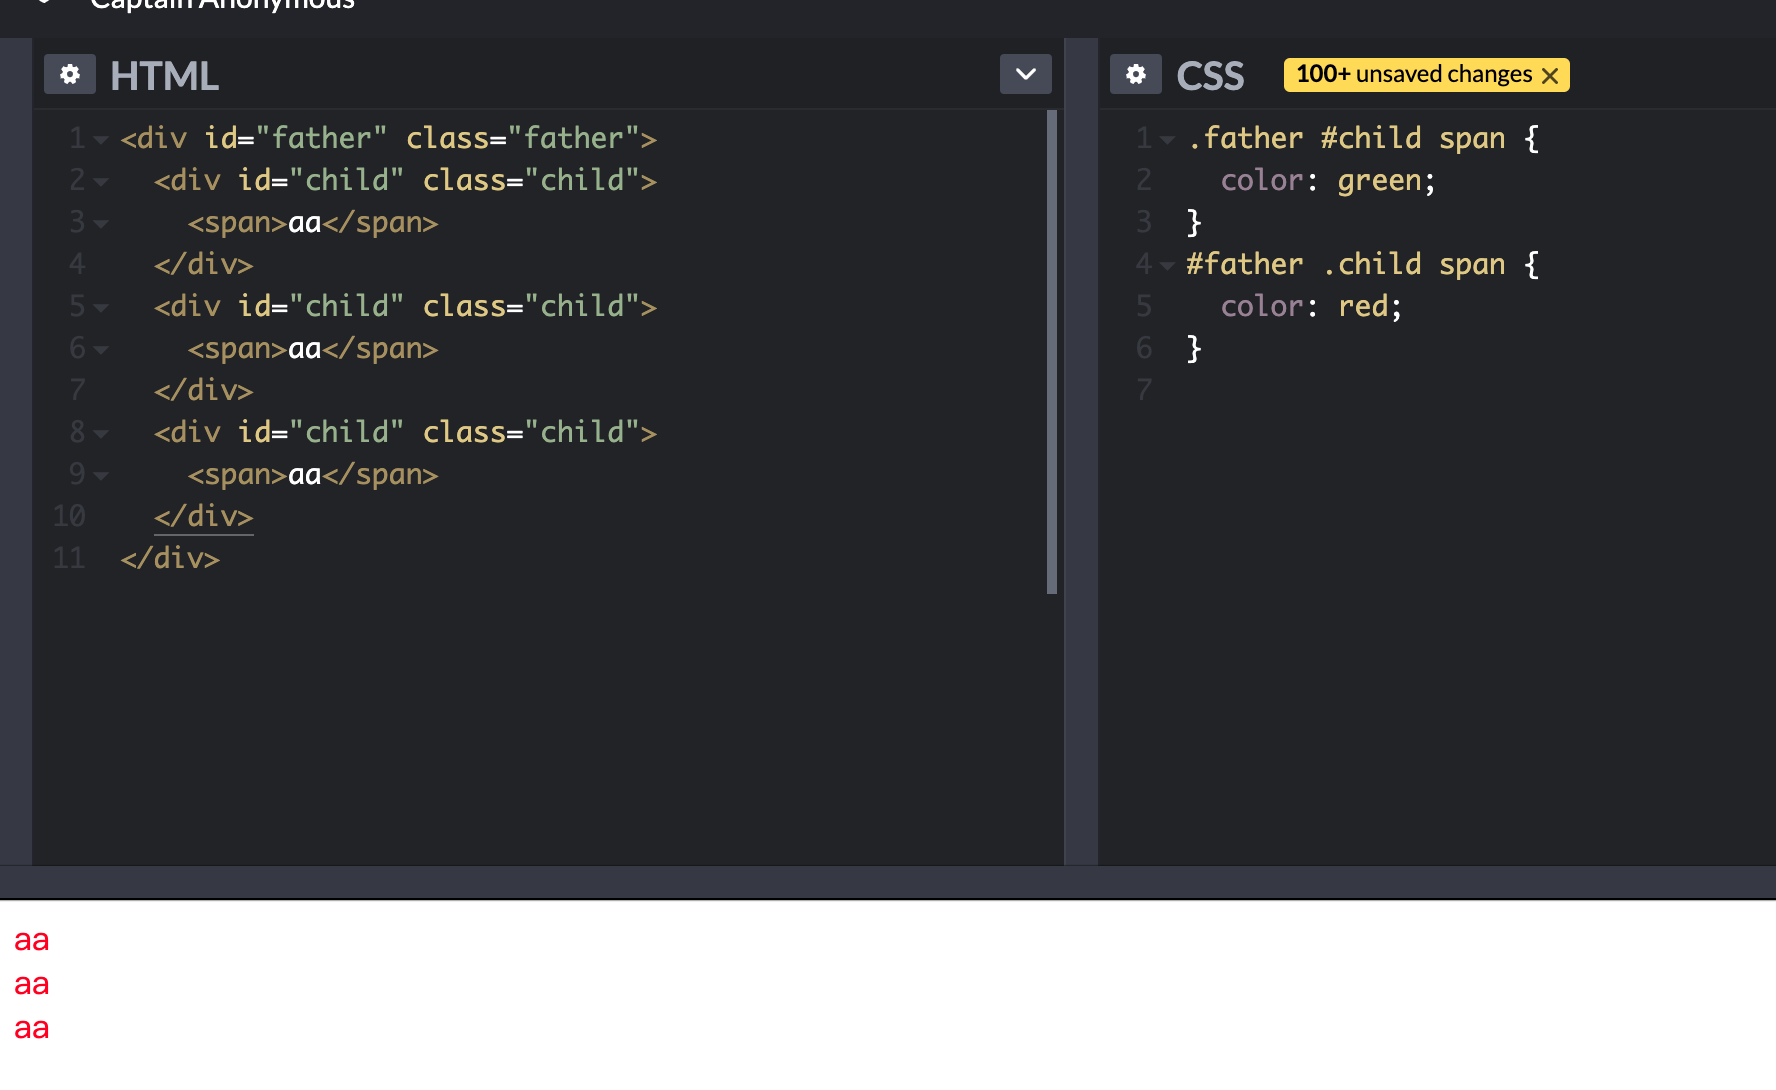 Captain Anonymous
HTML
1 <div id="father" class="father">
2   <div id="child" class="child">
3     <span>aa</span>
4   </div>
5   <div id="child" class="child">
6     <span>aa</span>
7   </div>
8   <div id="child" class="child">
9     <span>aa</span>
10   </div>
11 </div>
CSS 100+ unsaved changes
1 .father #child span {
2   color: green;
3 }
4 #father .child span {
5   color: red;
6 }
7
aa
aa
aa